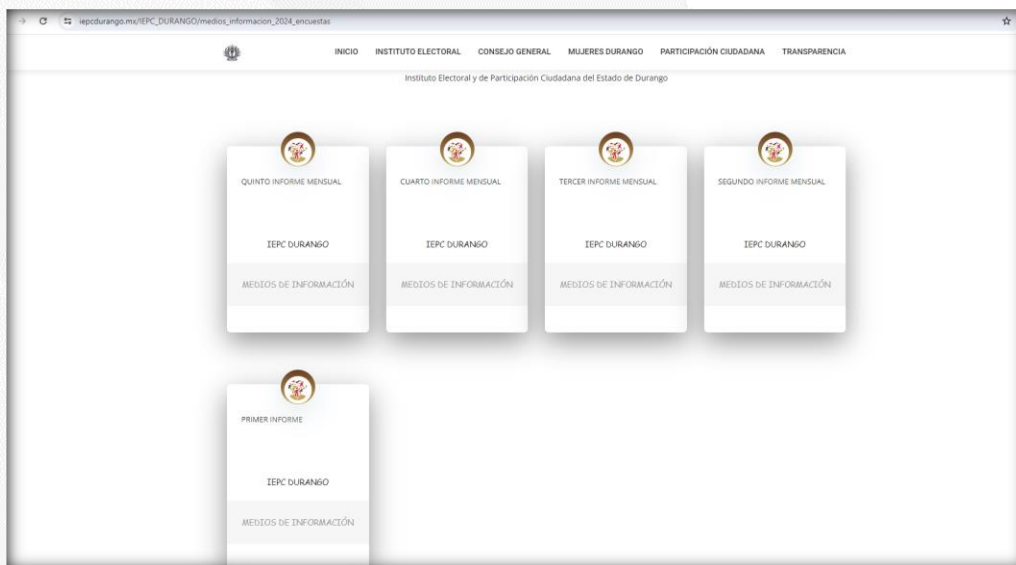 iepcdurango.mx/IEPC_DURANGO/medios_informacion_2024_encuestas
INICIO INSTITUTO ELECTORAL CONSEJO GENERAL MUJERES DURANGO PARTICIPACIÓN CIUDADANA TRANSPARENCIA
Instituto Electoral y de Participación Ciudadana del Estado de Durango
QUINTO INFORME MENSUAL CUARTO INFORME MENSUAL TERCER INFORME MENSUAL SEGUNDO INFORME MENSUAL
IEPC DURANGO IEPC DURANGO IEPC DURANGO IEPC DURANGO
MEDIOS DE INFORMACIÓN MEDIOS DE INFORMACIÓN MEDIOS DE INFORMACIÓN MEDIOS DE INFORMACIÓN
PRIMER INFORME
IEPC DURANGO
MEDIOS DE INFORMACIÓN